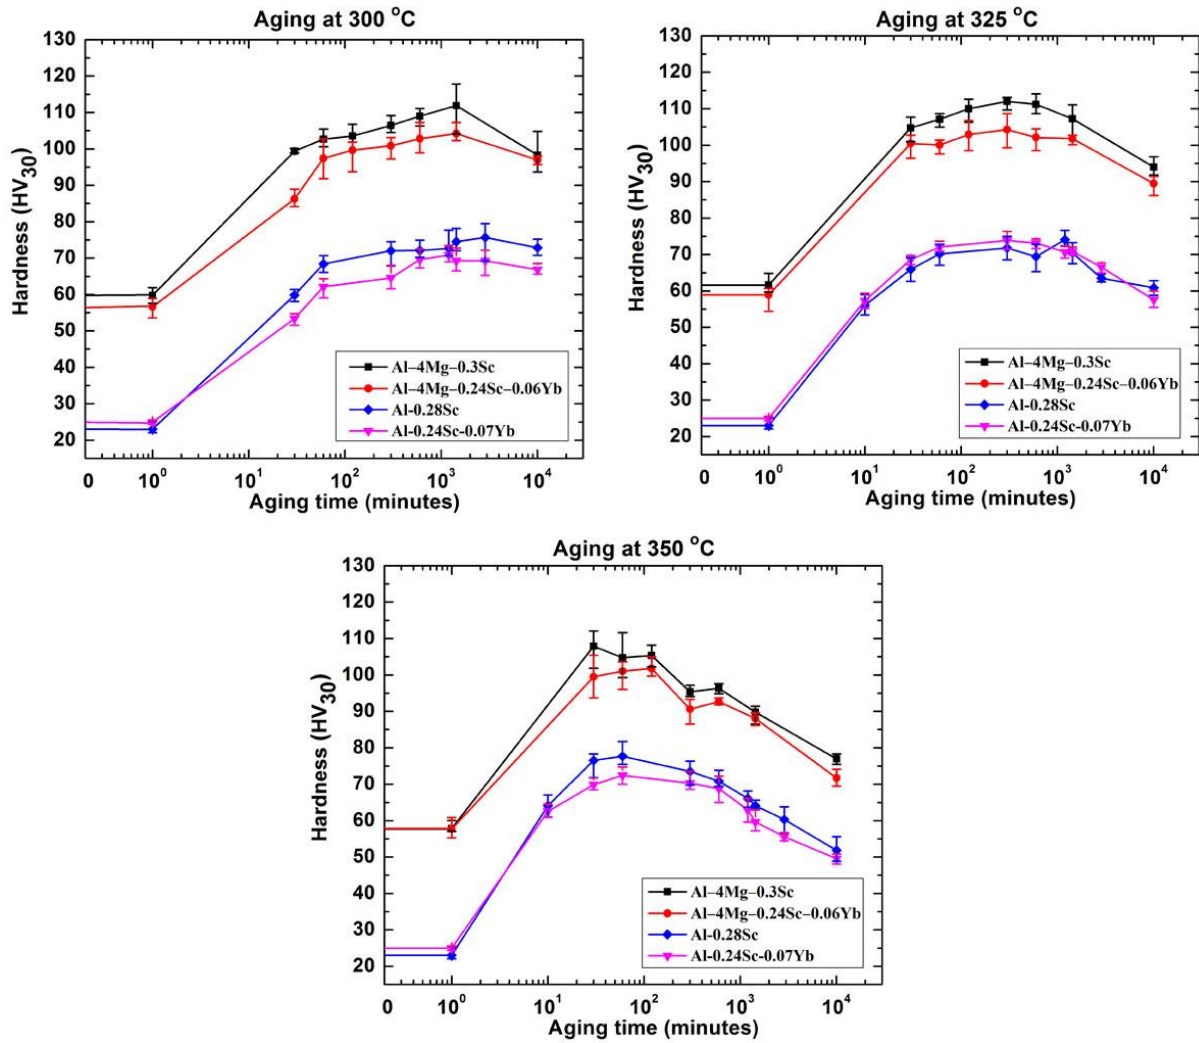 Aging at 300 °C
Hardness (HV30)
130
120
110
100
90
80
70
60
50
40
30
20
Al–4Mg–0.3Sc
Al–4Mg–0.24Sc–0.06Yb
Al-0.28Sc
Al-0.24Sc-0.07Yb
0 10^0 10^1 10^2 10^3 10^4
Aging time (minutes)
Aging at 325 °C
Hardness (HV30)
130
120
110
100
90
80
70
60
50
40
30
20
Al–4Mg–0.3Sc
Al–4Mg–0.24Sc–0.06Yb
Al-0.28Sc
Al-0.24Sc-0.07Yb
0 10^0 10^1 10^2 10^3 10^4
Aging time (minutes)
Aging at 350 °C
Hardness (HV30)
130
120
110
100
90
80
70
60
50
40
30
20
Al–4Mg–0.3Sc
Al–4Mg–0.24Sc–0.06Yb
Al-0.28Sc
Al-0.24Sc-0.07Yb
0 10^0 10^1 10^2 10^3 10^4
Aging time (minutes)